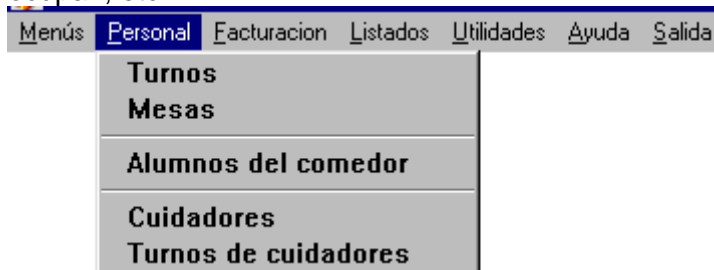 Menús Personal Facturacion Listados Utilidades Ayuda Salida
Turnos
Mesas
Alumnos del comedor
Cuidadores
Turnos de cuidadores